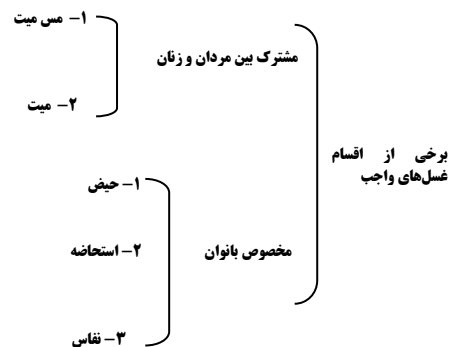 برخی از اقسام
غسل‌های واجب
مشترک بین مردان و زنان
۱- مس میت
۲- میت
مخصوص بانوان
۱- حیض
۲- استحاضه
۳- نفاس